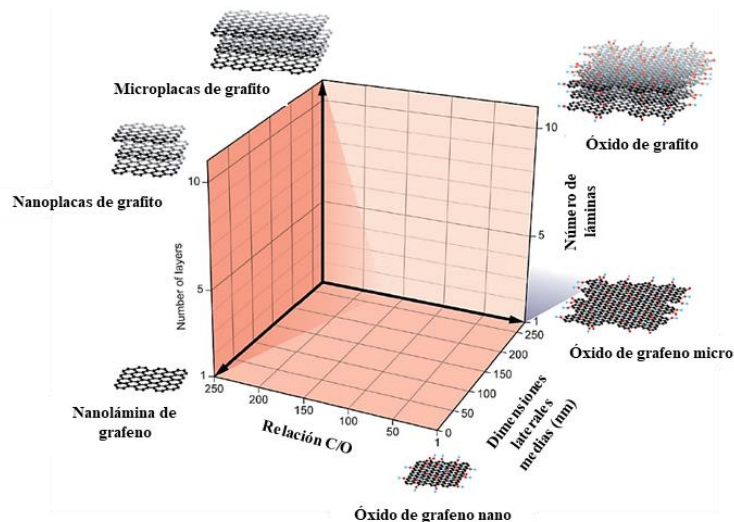 Microplacas de grafito
Óxido de grafito
Nanoplacas de grafito
Number of layers
10
5
1
Número de
láminas
10
5
1
Óxido de grafeno micro
Nanolámina de
grafeno
250
200
150
100
50
1
Relación C/O
0
50
100
150
200
250
Dimensiones
laterales
medias (nm)
Óxido de grafeno nano